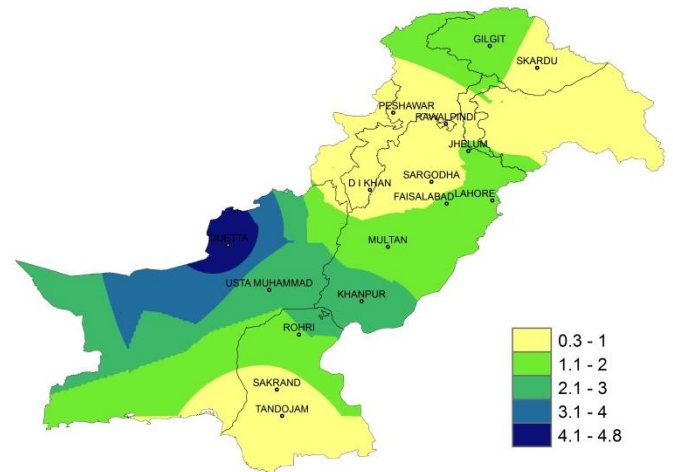 GILGIT
SKARDU
PESHAWAR
RAWALPINDI
JHELUM
SARGODHA
D I KHAN
FAISALABAD
LAHORE
QUETTA
MULTAN
USTA MUHAMMAD
KHANPUR
ROHRI
SAKRAND
TANDOJAM
0.3 - 1
1.1 - 2
2.1 - 3
3.1 - 4
4.1 - 4.8